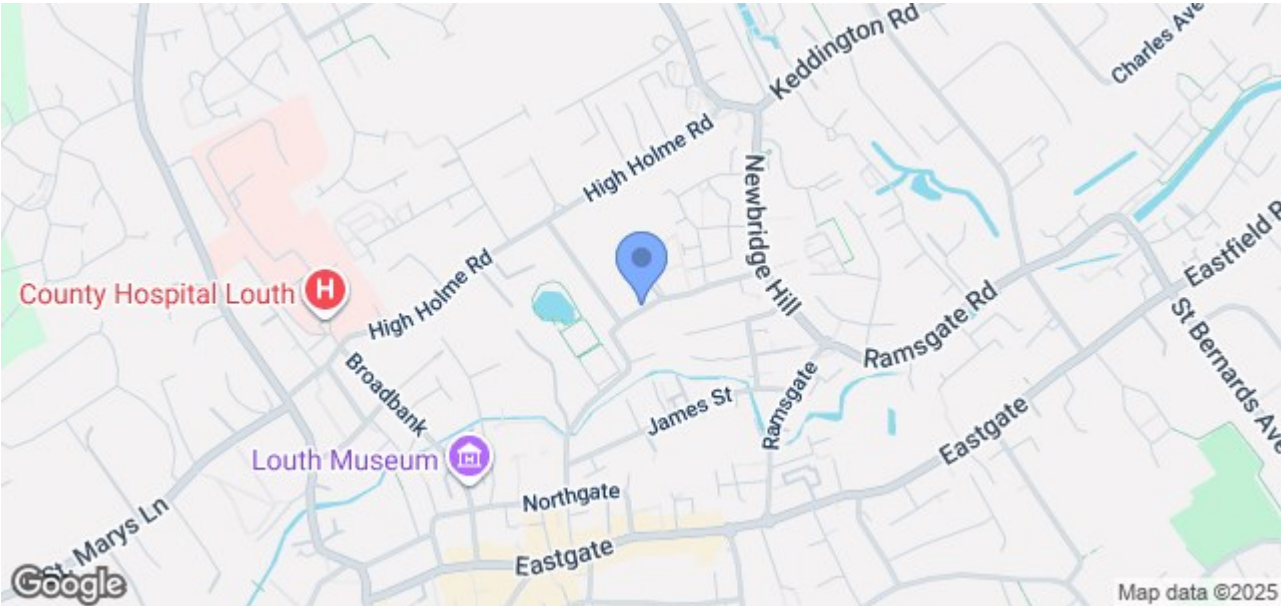 Keddington Rd
Charles Ave
High Holme Rd
Newbridge Hill
County Hospital Louth
H
High Holme Rd
Eastfield R
Ramsgate Rd
St Bernards Ave
Broadbank
James St
Ramsgate
Eastgate
Louth Museum
Northgate
St. Marys Ln
Eastgate
Google
Map data ©2025